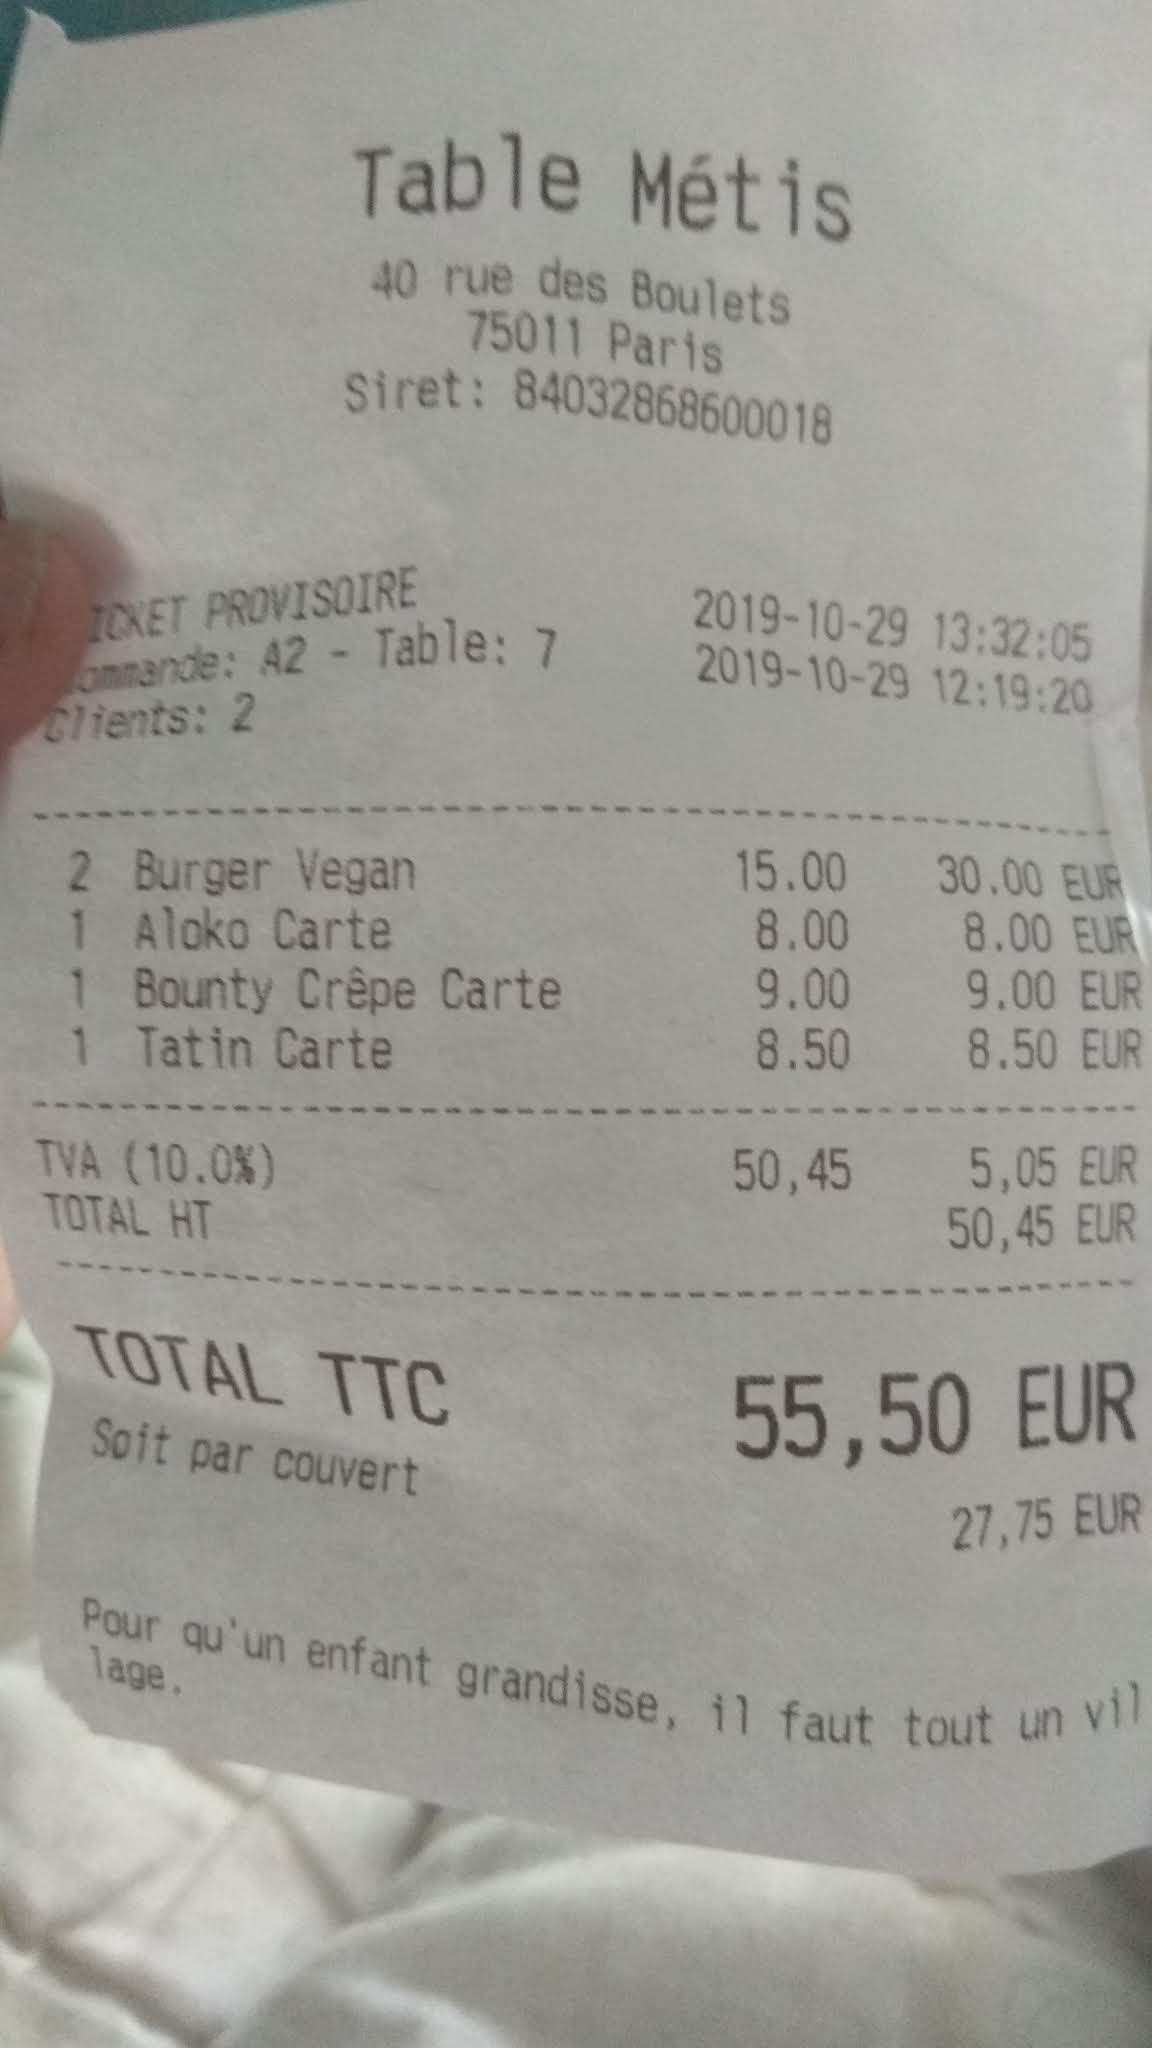 Table Métis
40 rue des Boulets
75011 Paris
Siret: 84032868600018
ICKET PROVISOIRE 2019-10-29 13:32:05
ommande: A2 - Table: 7 2019-10-29 12:19:20
Clients: 2
2 Burger Vegan 15.00 30.00 EUR
1 Aloko Carte 8.00 8.00 EUR
1 Bounty Crêpe Carte 9.00 9.00 EUR
1 Tatin Carte 8.50 8.50 EUR
TVA (10.0%) 50,45 5,05 EUR
TOTAL HT 50,45 EUR
TOTAL TTC 55,50 EUR
Soit par couvert 27,75 EUR
Pour qu'un enfant grandisse, il faut tout un vil
lage.